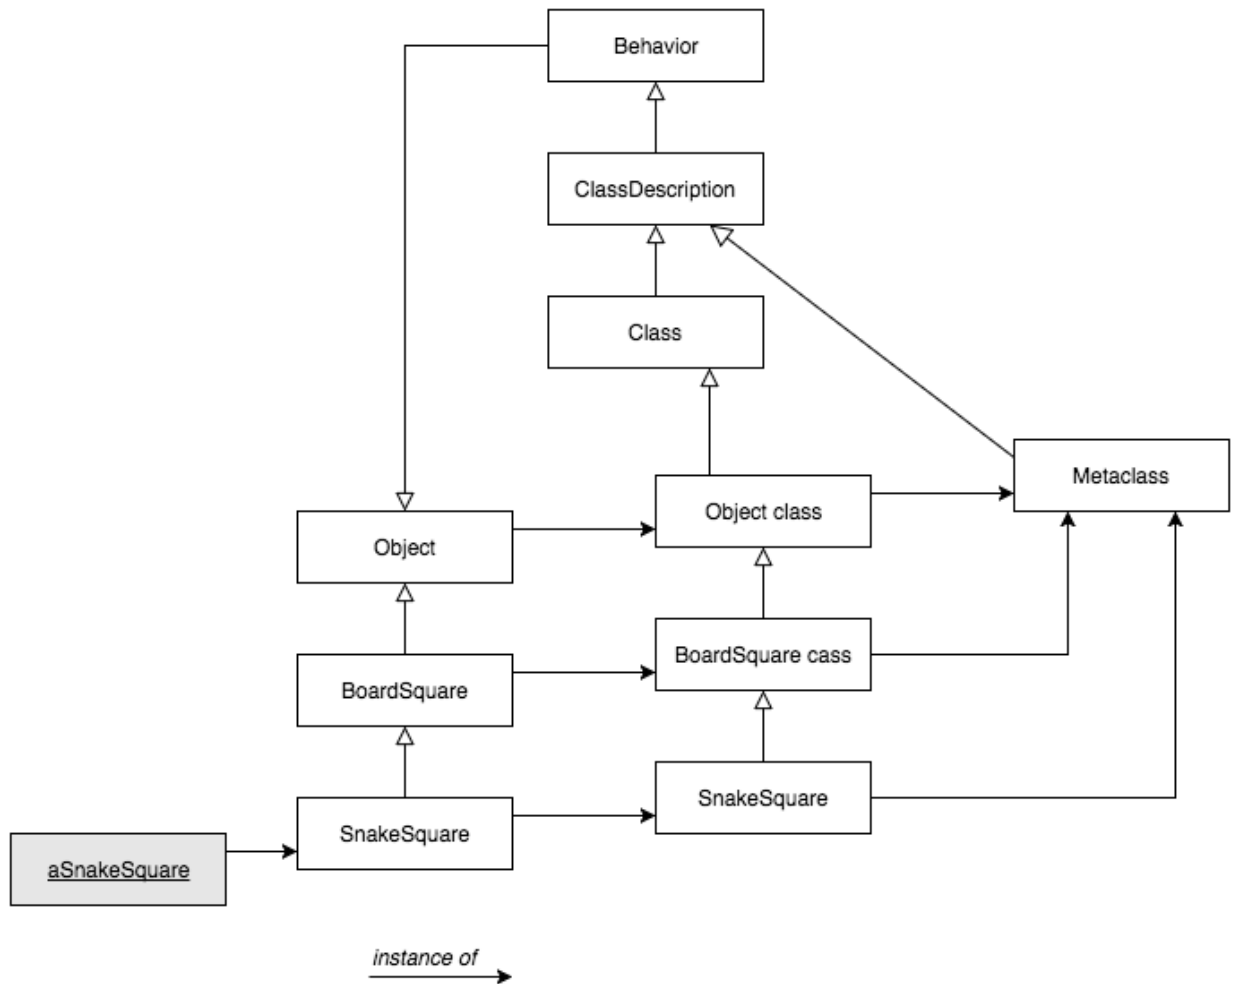 Behavior
ClassDescription
Class
Metaclass
Object class
Object
BoardSquare cass
BoardSquare
SnakeSquare
SnakeSquare
aSnakeSquare
instance of